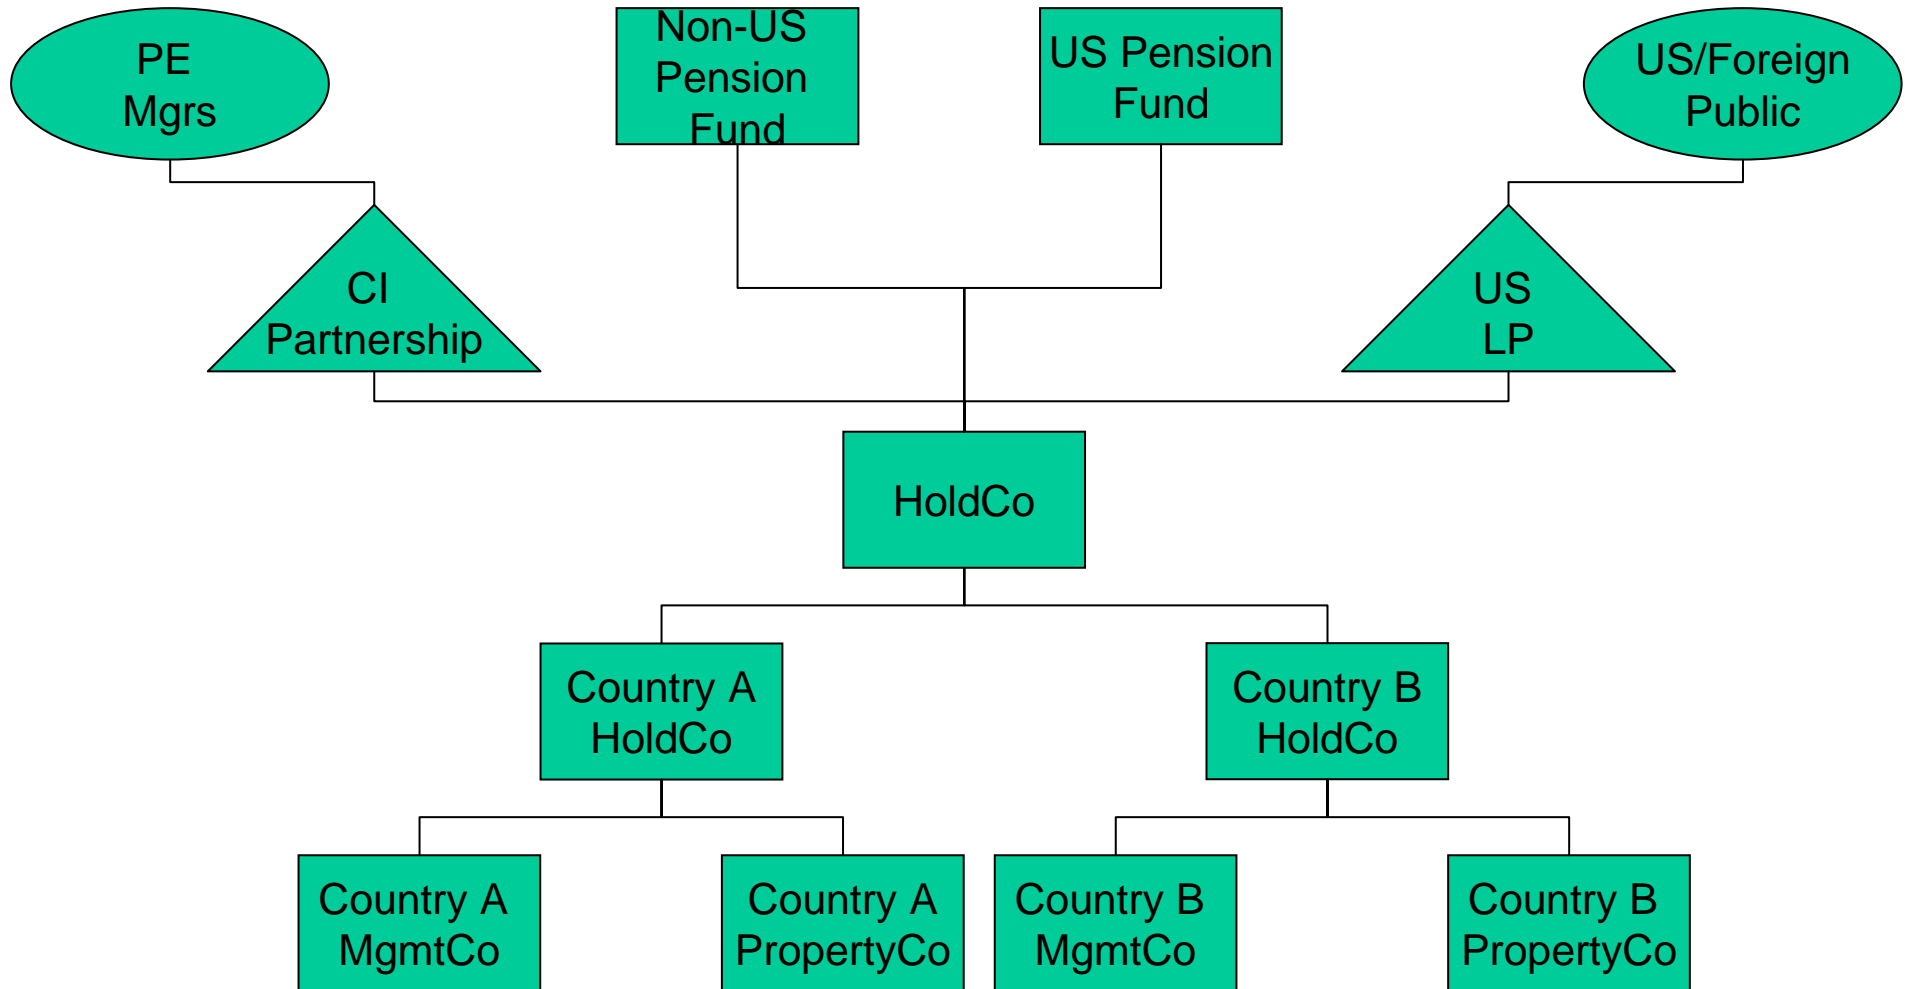 PE
Mgrs
Non-US
Pension
Fund
US Pension
Fund
US/Foreign
Public
CI
Partnership
US
LP
HoldCo
Country A
HoldCo
Country B
HoldCo
Country A
MgmtCo
Country A
PropertyCo
Country B
MgmtCo
Country B
PropertyCo